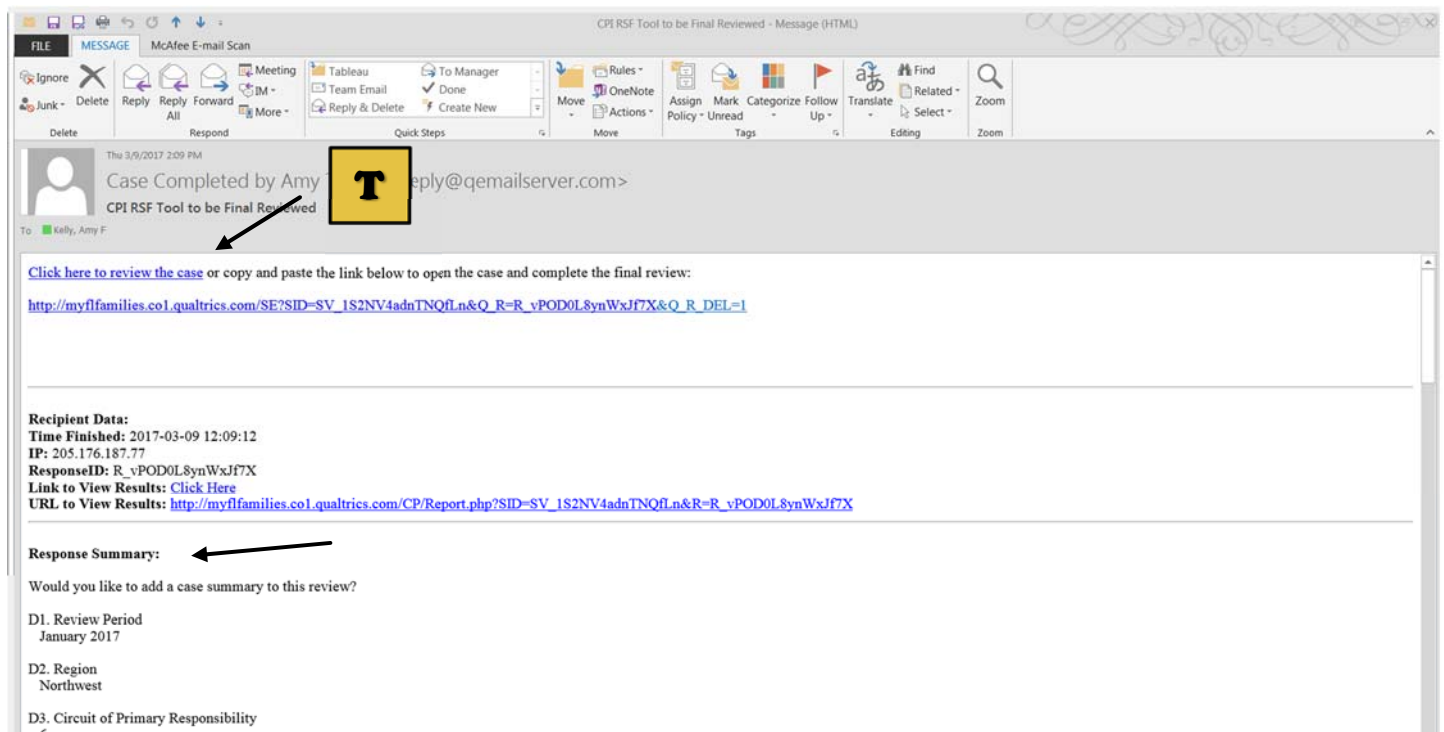 CPI RSF Tool to be Final Reviewed - Message (HTML)
FILE MESSAGE McAfee E-mail Scan
Ignore
Junk
Delete
Reply
Reply All
Forward
Meeting
IM
More
Tableau
Team Email
Reply & Delete
To Manager
Done
Create New
Move
Rules
OneNote
Actions
Assign Policy
Mark Unread
Categorize
Follow Up
Translate
Find
Related
Select
Zoom
Delete Respond Quick Steps Move Tags Editing Zoom
Thu 3/9/2017 2:09 PM
Case Completed by Amy T eply@qemailserver.com>
CPI RSF Tool to be Final Reviewed
To Kelly, Amy F
Click here to review the case or copy and paste the link below to open the case and complete the final review:
http://myflfamilies.co1.qualtrics.com/SE?SID=SV_1S2NV4adnTNQfLn&Q_R=R_vPOD0L8ynWxJf7X&Q_R_DEL=1
Recipient Data:
Time Finished: 2017-03-09 12:09:12
IP: 205.176.187.77
ResponseID: R_vPOD0L8ynWxJf7X
Link to View Results: Click Here
URL to View Results: http://myflfamilies.co1.qualtrics.com/CP/Report.php?SID=SV_1S2NV4adnTNQfLn&R=R_vPOD0L8ynWxJf7X
Response Summary:
Would you like to add a case summary to this review?
D1. Review Period
January 2017
D2. Region
Northwest
D3. Circuit of Primary Responsibility